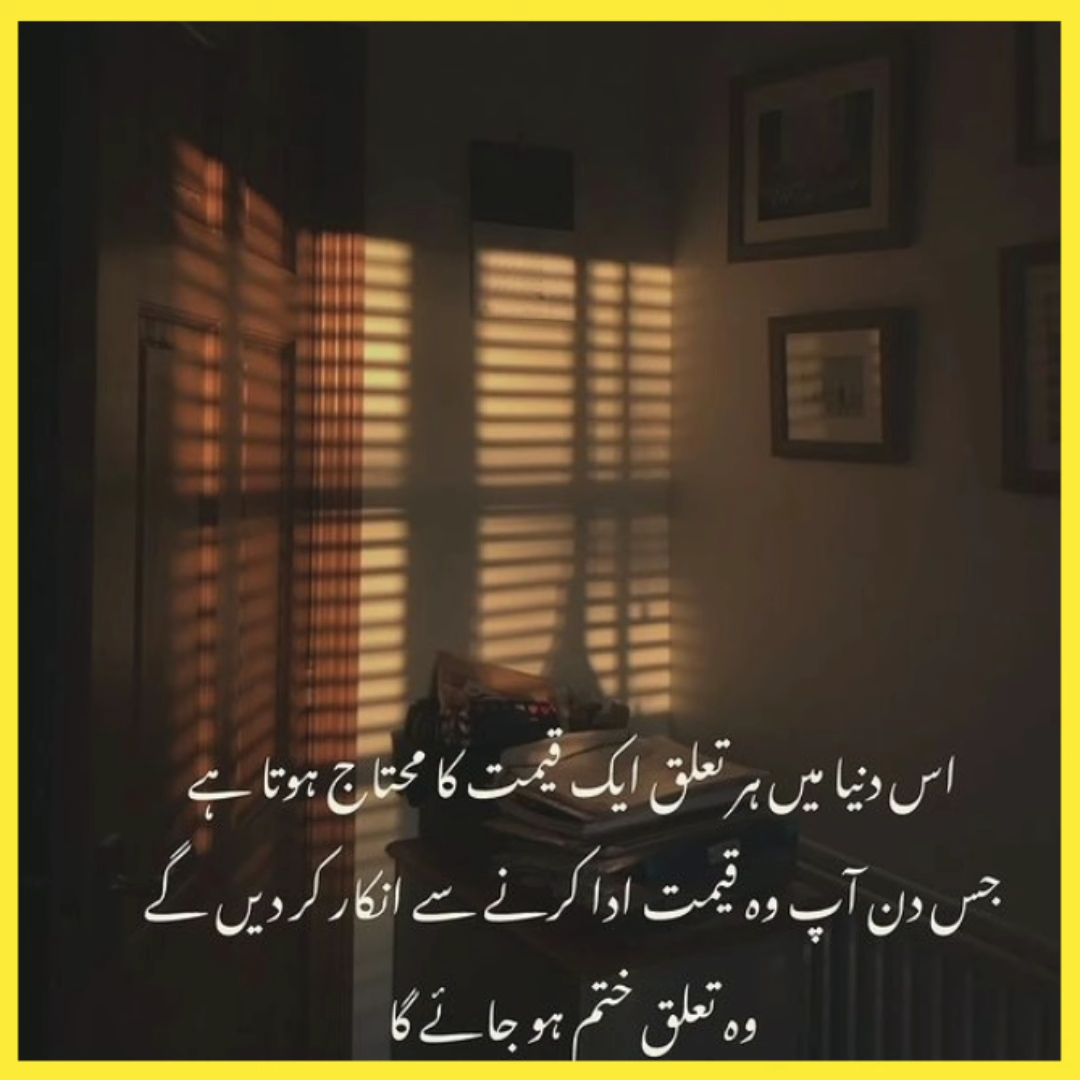 اس دنیا میں ہر تعلق ایک قیمت کا محتاج ہوتا ہے
جس دن آپ وہ قیمت ادا کرنے سے انکار کر دیں گے
وہ تعلق ختم ہو جائے گا